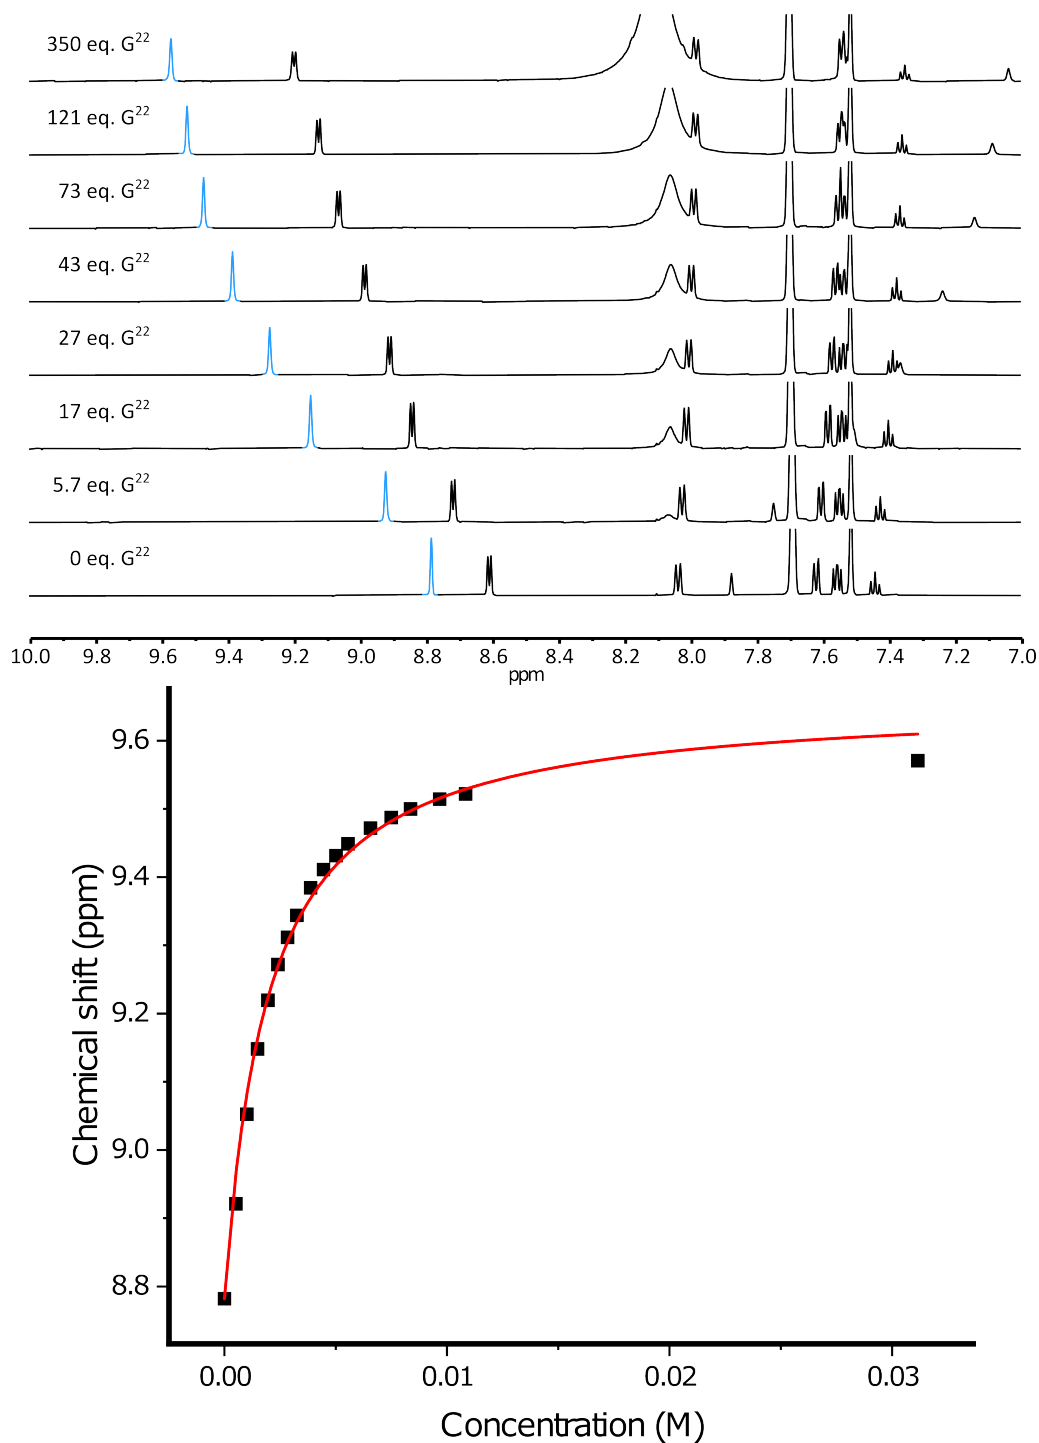 350 eq. G²²
121 eq. G²²
73 eq. G²²
43 eq. G²²
27 eq. G²²
17 eq. G²²
5.7 eq. G²²
0 eq. G²²
10.0 9.8 9.6 9.4 9.2 9.0 8.8 8.6 8.4 8.2 8.0 7.8 7.6 7.4 7.2 7.0
ppm
9.6
9.4
9.2
9.0
8.8
Chemical shift (ppm)
0.00 0.01 0.02 0.03
Concentration (M)